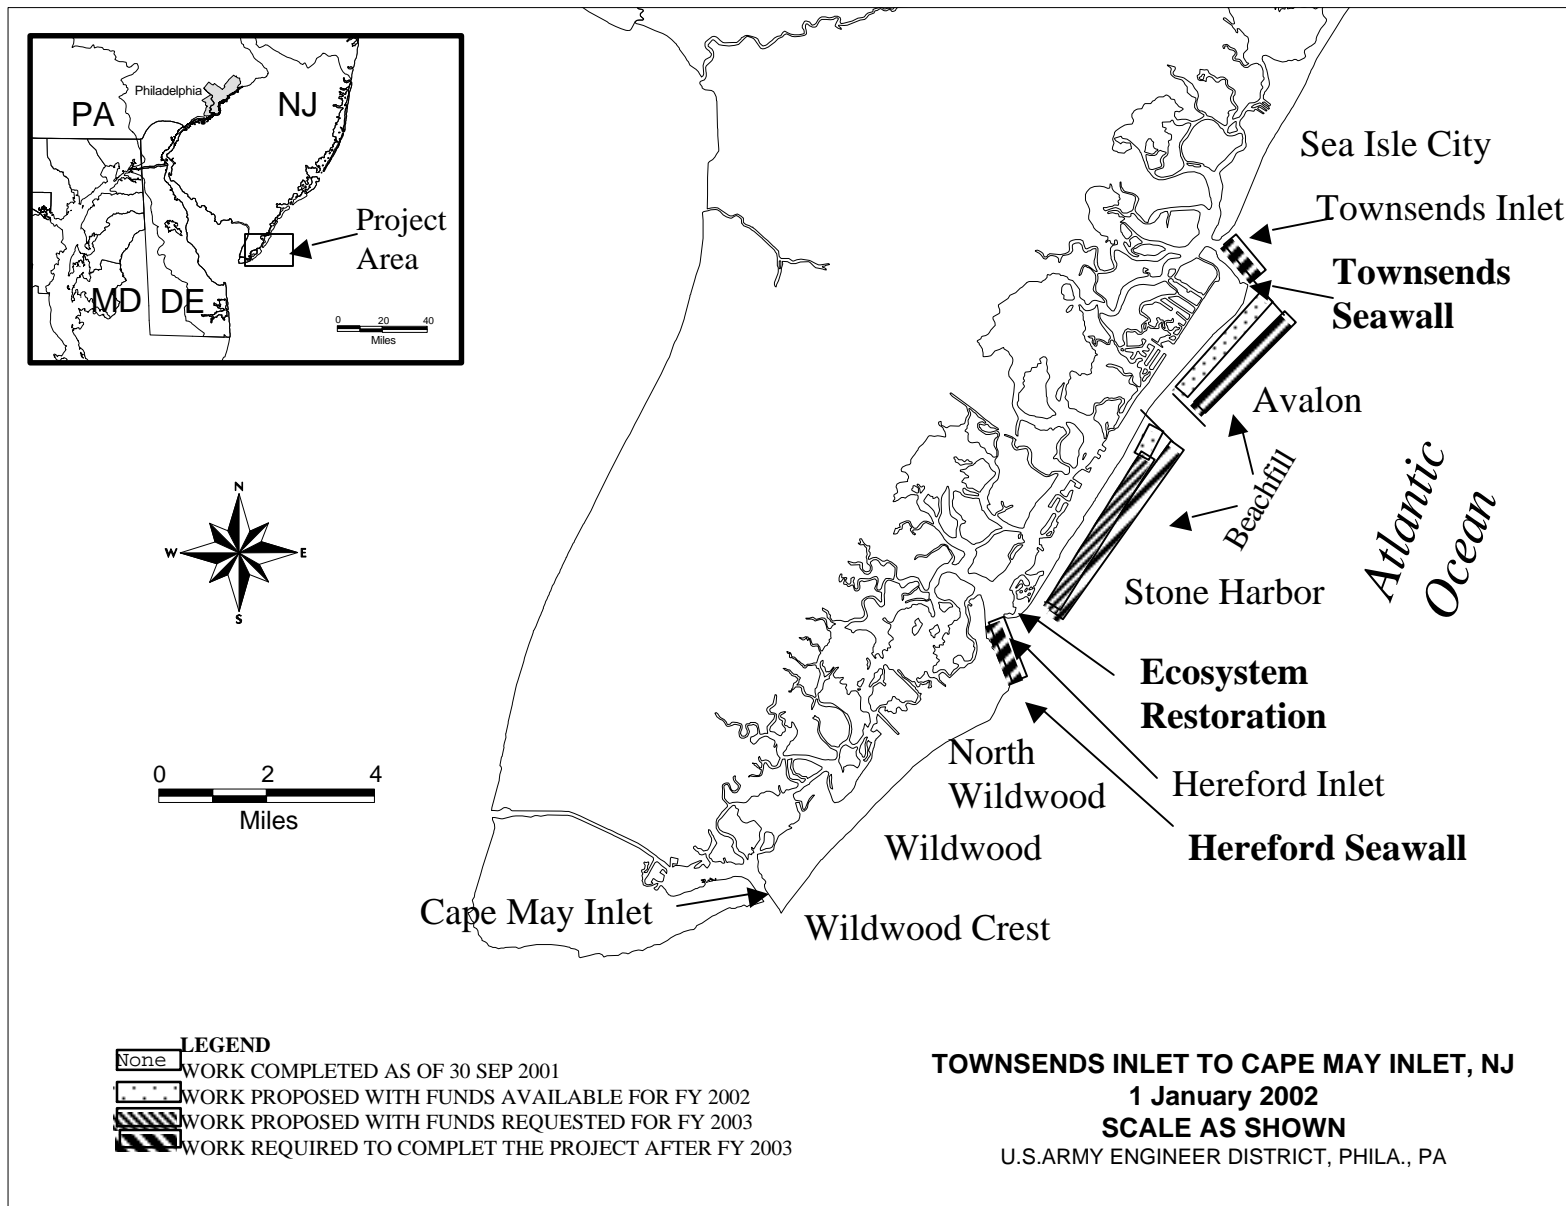 Philadelphia
PA
NJ
Project
Area
MD
DE
0 20 40
Miles
Sea Isle City
Townsends Inlet
Townsends
Seawall
Avalon
Beachfill
Atlantic
Ocean
Stone Harbor
Ecosystem
Restoration
Hereford Inlet
Hereford Seawall
North
Wildwood
Wildwood
Wildwood Crest
Cape May Inlet
N
W
E
S
0 2 4
Miles
LEGEND
None WORK COMPLETED AS OF 30 SEP 2001
WORK PROPOSED WITH FUNDS AVAILABLE FOR FY 2002
WORK PROPOSED WITH FUNDS REQUESTED FOR FY 2003
WORK REQUIRED TO COMPLET THE PROJECT AFTER FY 2003
TOWNSENDS INLET TO CAPE MAY INLET, NJ
1 January 2002
SCALE AS SHOWN
U.S.ARMY ENGINEER DISTRICT, PHILA., PA